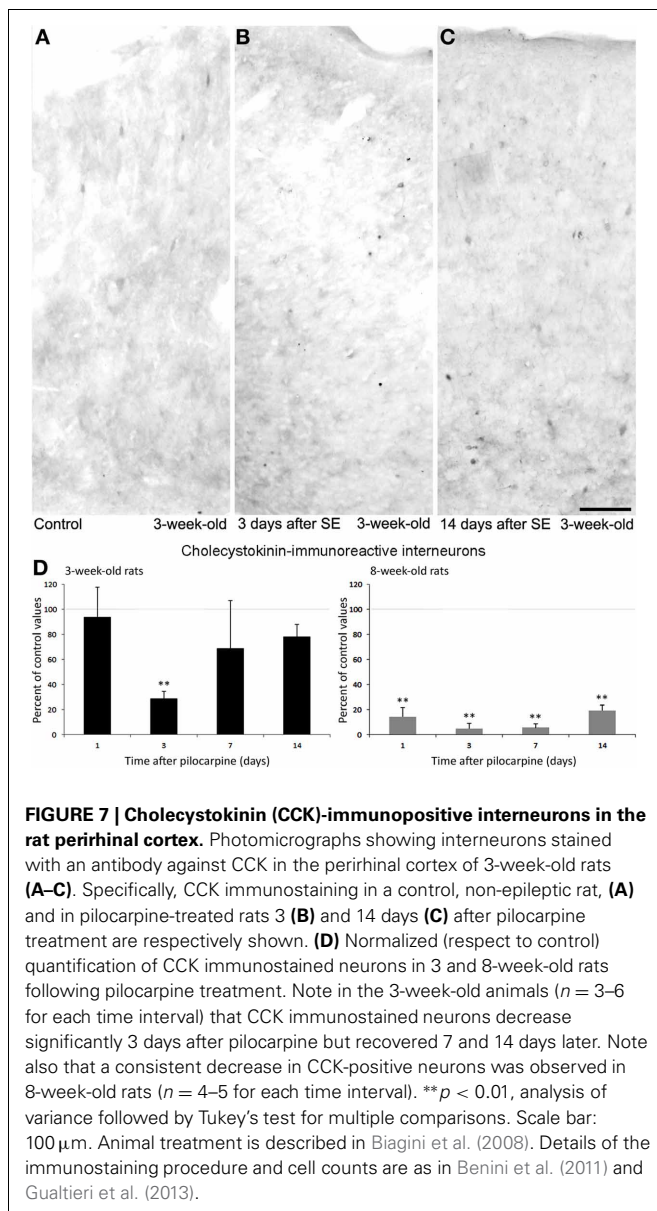 A B C
Control 3-week-old 3 days after SE 3-week-old 14 days after SE 3-week-old
Cholecystokinin-immunoreactive interneurons
D 3-week-old rats 8-week-old rats
Percent of control values
120
100
80
60
40
20
0
**
1 3 7 14
Time after pilocarpine (days)
Percent of control values
120
100
80
60
40
20
0
** ** ** **
1 3 7 14
Time after pilocarpine (days)
FIGURE 7 | Cholecystokinin (CCK)-immunopositive interneurons in the
rat perirhinal cortex. Photomicrographs showing interneurons stained
with an antibody against CCK in the perirhinal cortex of 3-week-old rats
(A–C). Specifically, CCK immunostaining in a control, non-epileptic rat, (A)
and in pilocarpine-treated rats 3 (B) and 14 days (C) after pilocarpine
treatment are respectively shown. (D) Normalized (respect to control)
quantification of CCK immunostained neurons in 3 and 8-week-old rats
following pilocarpine treatment. Note in the 3-week-old animals (n = 3–6
for each time interval) that CCK immunostained neurons decrease
significantly 3 days after pilocarpine but recovered 7 and 14 days later. Note
also that a consistent decrease in CCK-positive neurons was observed in
8-week-old rats (n = 4–5 for each time interval). **p < 0.01, analysis of
variance followed by Tukey's test for multiple comparisons. Scale bar:
100 μm. Animal treatment is described in Biagini et al. (2008). Details of the
immunostaining procedure and cell counts are as in Benini et al. (2011) and
Gualtieri et al. (2013).